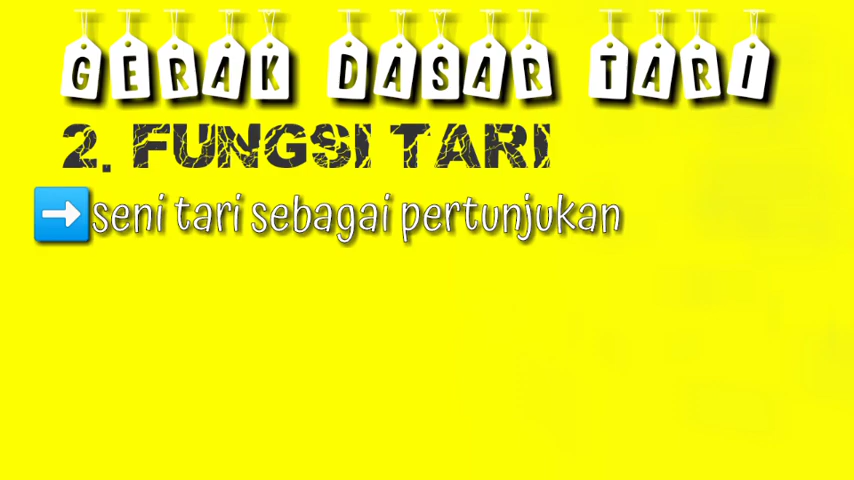 GERAK DASAR TARI
2. FUNGSI TARI
➡seni tari sebagai pertunjukan